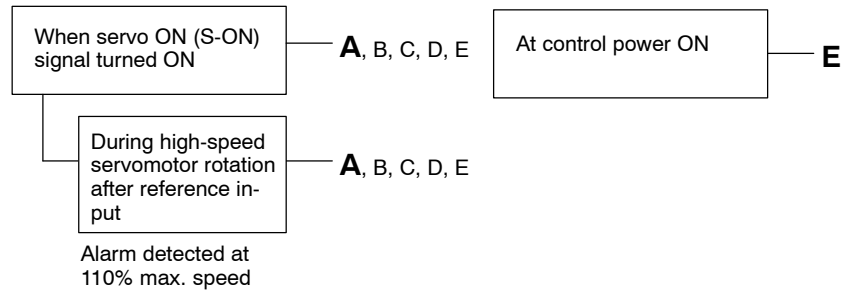 When servo ON (S-ON)
signal turned ON
A, B, C, D, E
During high-speed
servomotor rotation
after reference in-
put
A, B, C, D, E
Alarm detected at
110% max. speed
At control power ON
E